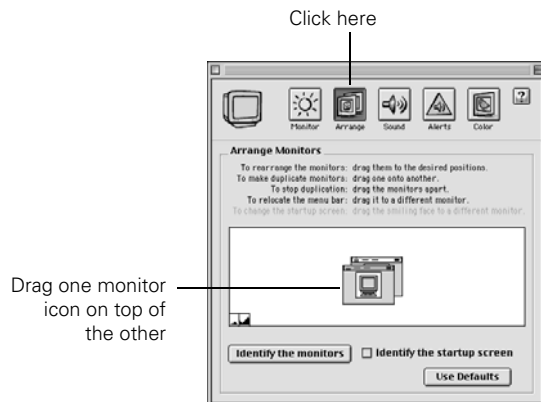 Click here
Monitor Arrange Sound Alerts Color
Arrange Monitors
To rearrange the monitors: drag them to the desired positions.
To make duplicate monitors: drag one onto another.
To stop duplication: drag the monitors apart.
To relocate the menu bar: drag it to a different monitor.
To change the startup screen: drag the smiling face to a different monitor.
Drag one monitor
icon on top of
the other
Identify the monitors Identify the startup screen
Use Defaults